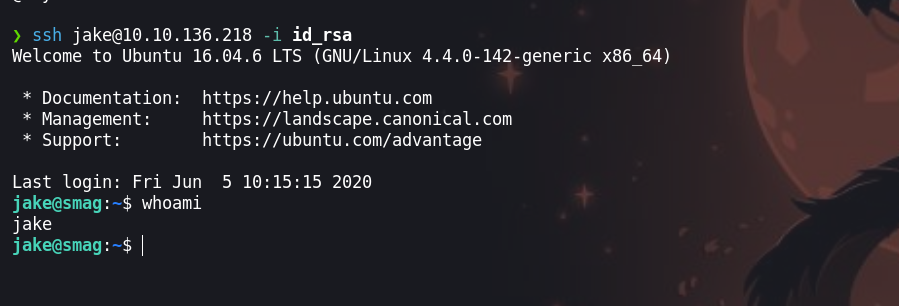 ❯ ssh jake@10.10.136.218 -i id_rsa
Welcome to Ubuntu 16.04.6 LTS (GNU/Linux 4.4.0-142-generic x86_64)
* Documentation:  https://help.ubuntu.com
* Management:     https://landscape.canonical.com
* Support:        https://ubuntu.com/advantage
Last login: Fri Jun  5 10:15:15 2020
jake@smag:~$ whoami
jake
jake@smag:~$